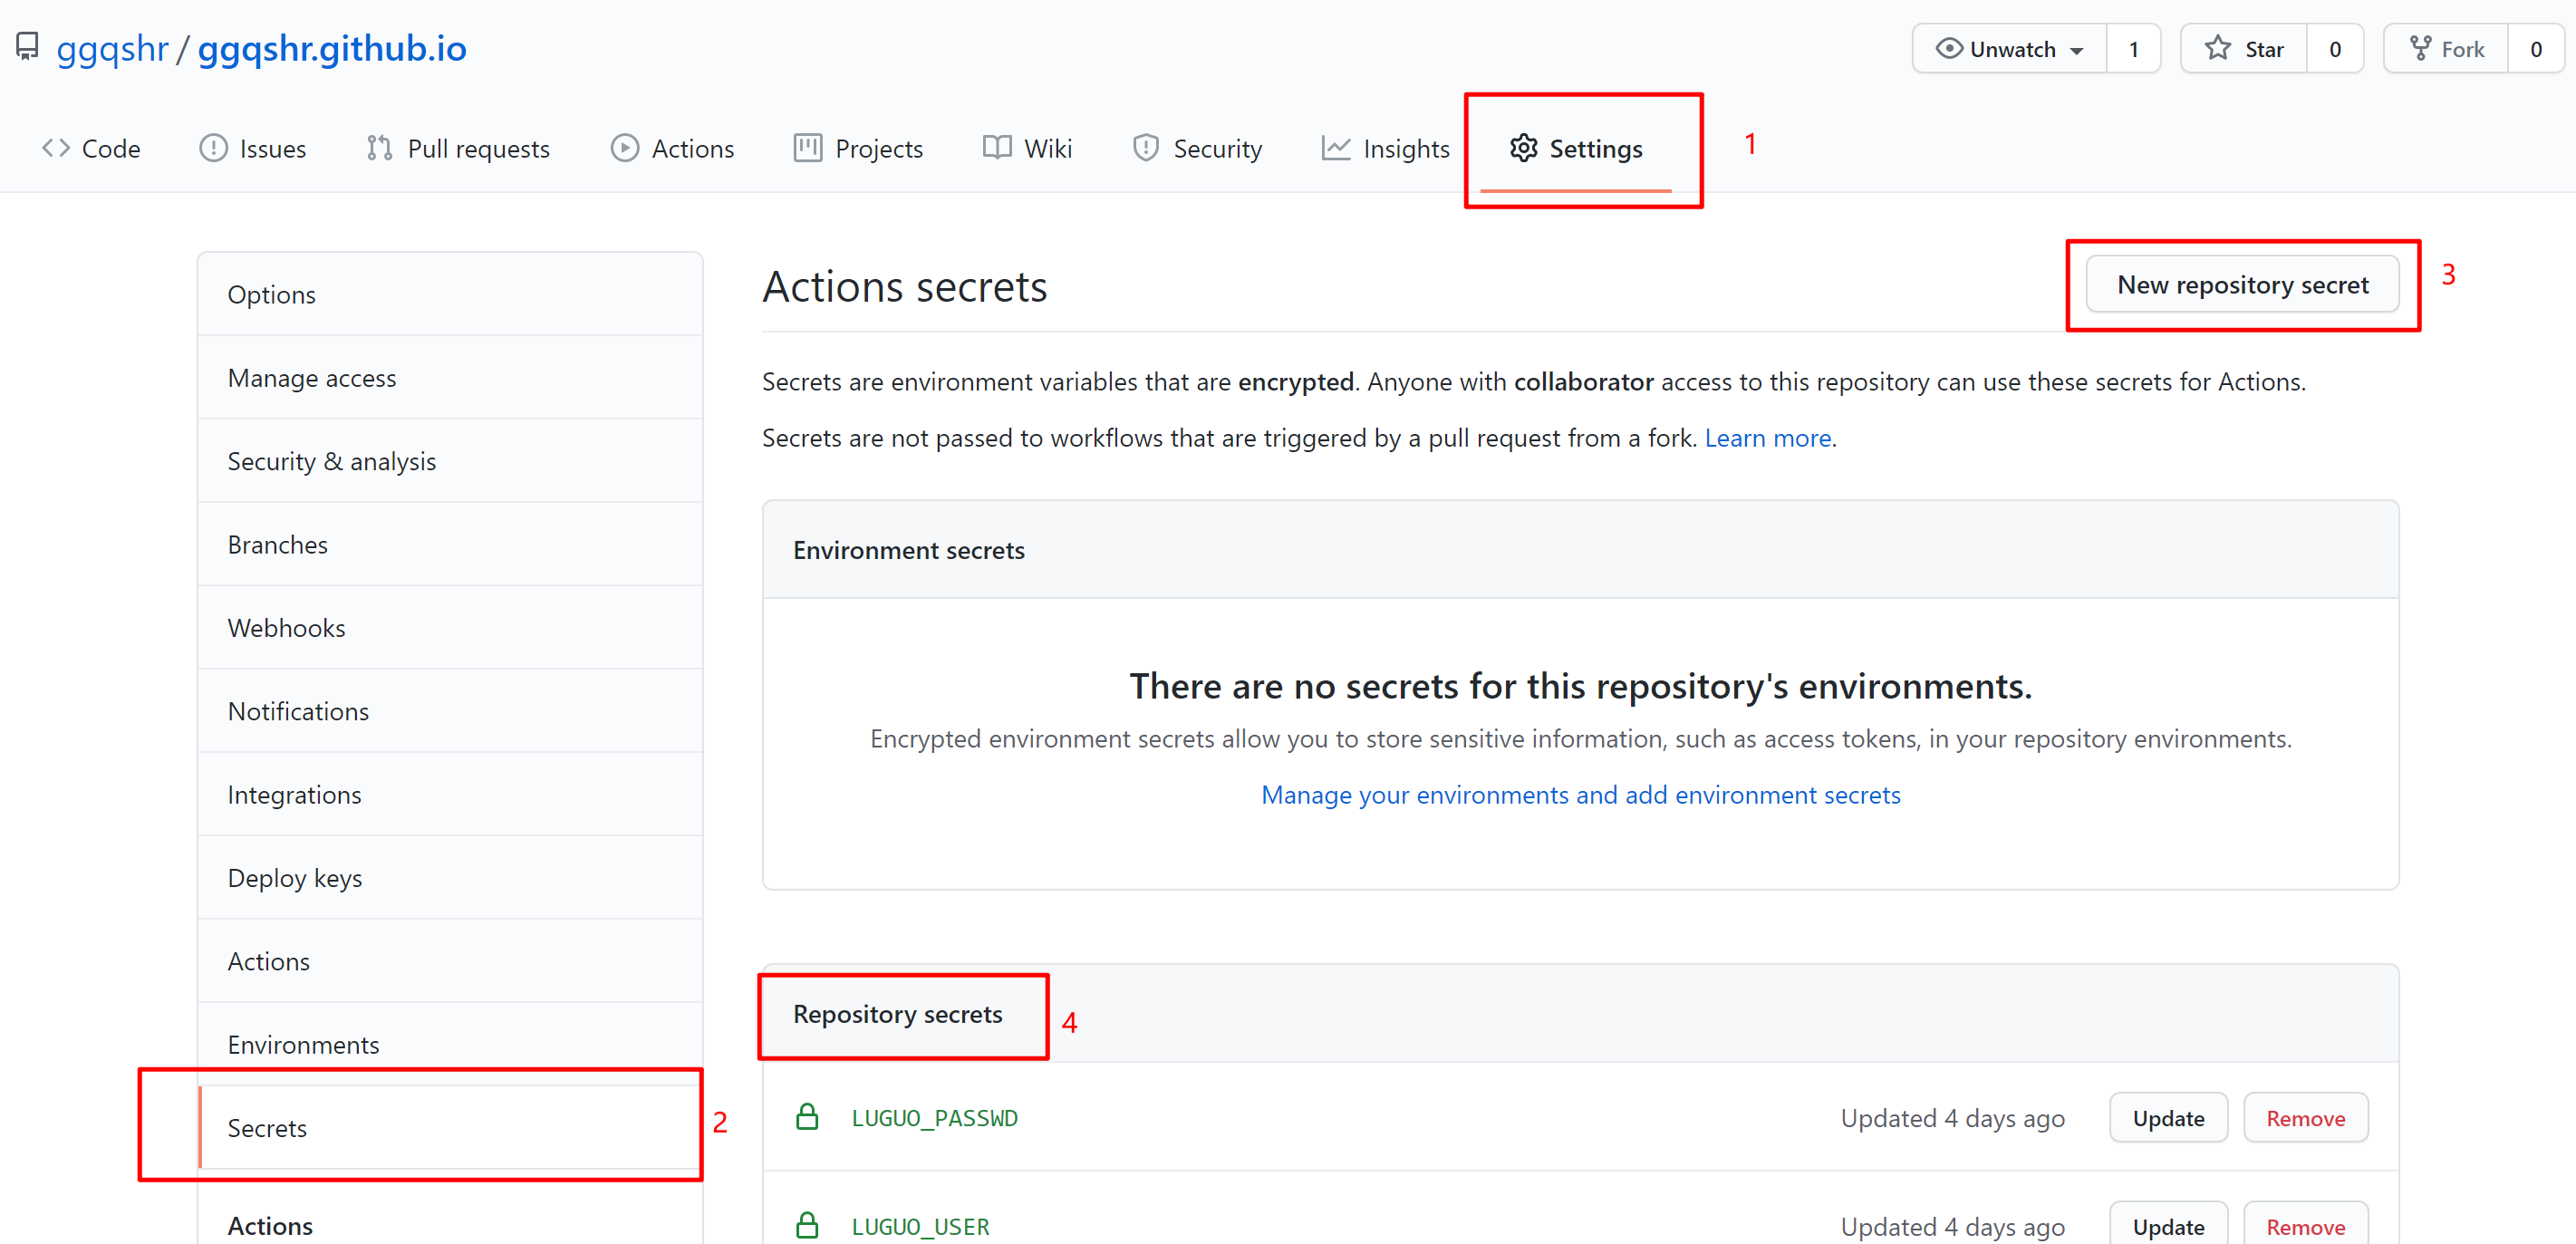 ggqshr / ggqshr.github.io
Unwatch 1 Star 0 Fork 0
Code Issues Pull requests Actions Projects Wiki Security Insights Settings 1
Options
Manage access
Security & analysis
Branches
Webhooks
Notifications
Integrations
Deploy keys
Actions
Environments
Secrets 2
Actions
Actions secrets
New repository secret 3
Secrets are environment variables that are encrypted. Anyone with collaborator access to this repository can use these secrets for Actions.
Secrets are not passed to workflows that are triggered by a pull request from a fork. Learn more.
Environment secrets
There are no secrets for this repository's environments.
Encrypted environment secrets allow you to store sensitive information, such as access tokens, in your repository environments.
Manage your environments and add environment secrets
Repository secrets 4
LUGUO_PASSWD Updated 4 days ago Update Remove
LUGUO_USER Updated 4 days ago Update Remove